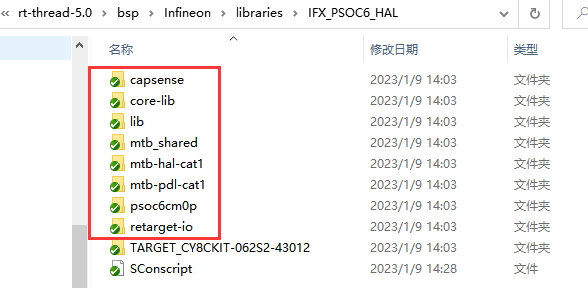 « rt-thread-5.0 › bsp › Infineon › libraries › IFX_PSOC6_HAL
名称 修改日期 类型
capsense 2023/1/9 14:03 文件夹
core-lib 2023/1/9 14:03 文件夹
lib 2023/1/9 14:03 文件夹
mtb_shared 2023/1/9 14:03 文件夹
mtb-hal-cat1 2023/1/9 14:03 文件夹
mtb-pdl-cat1 2023/1/9 14:03 文件夹
psoc6cm0p 2023/1/9 14:03 文件夹
retarget-io 2023/1/9 14:03 文件夹
TARGET_CY8CKIT-062S2-43012 2023/1/9 14:03 文件夹
SConscript 2023/1/9 14:28 文件